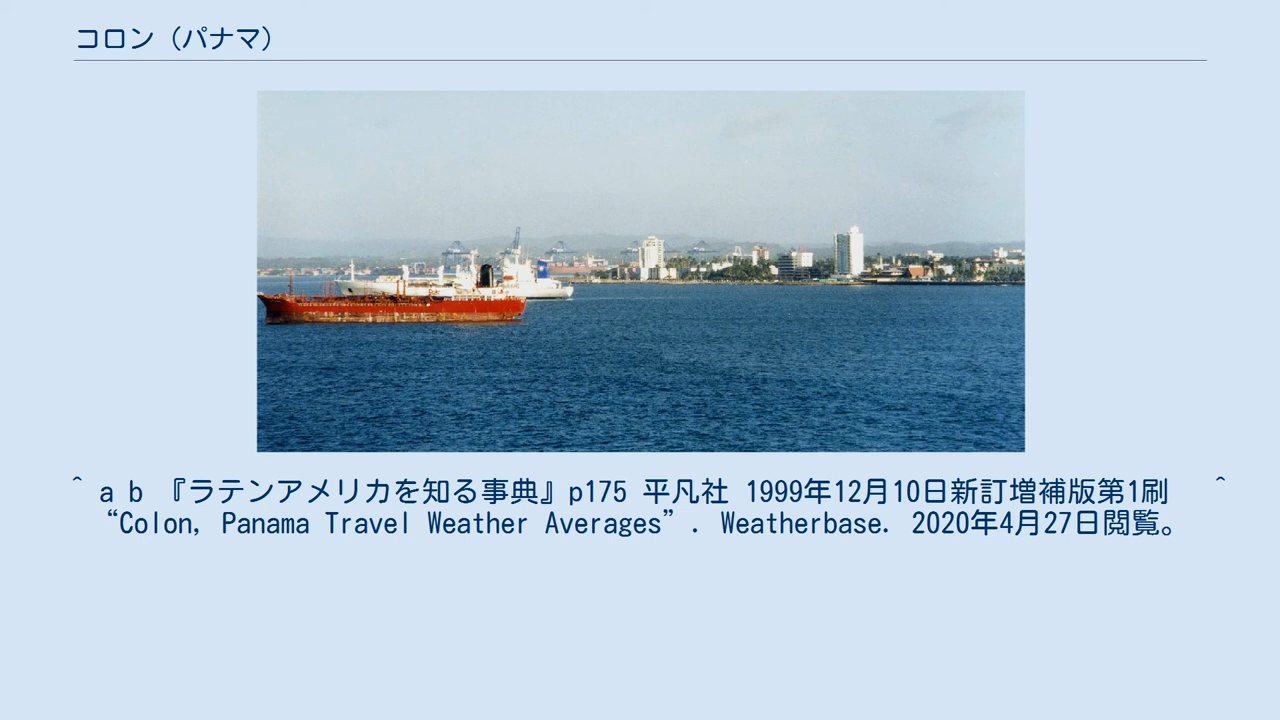 コロン（パナマ）
^ a b 『ラテンアメリカを知る事典』p175 平凡社 1999年12月10日新訂増補版第1刷 ^
“Colon, Panama Travel Weather Averages”. Weatherbase. 2020年4月27日閲覧。